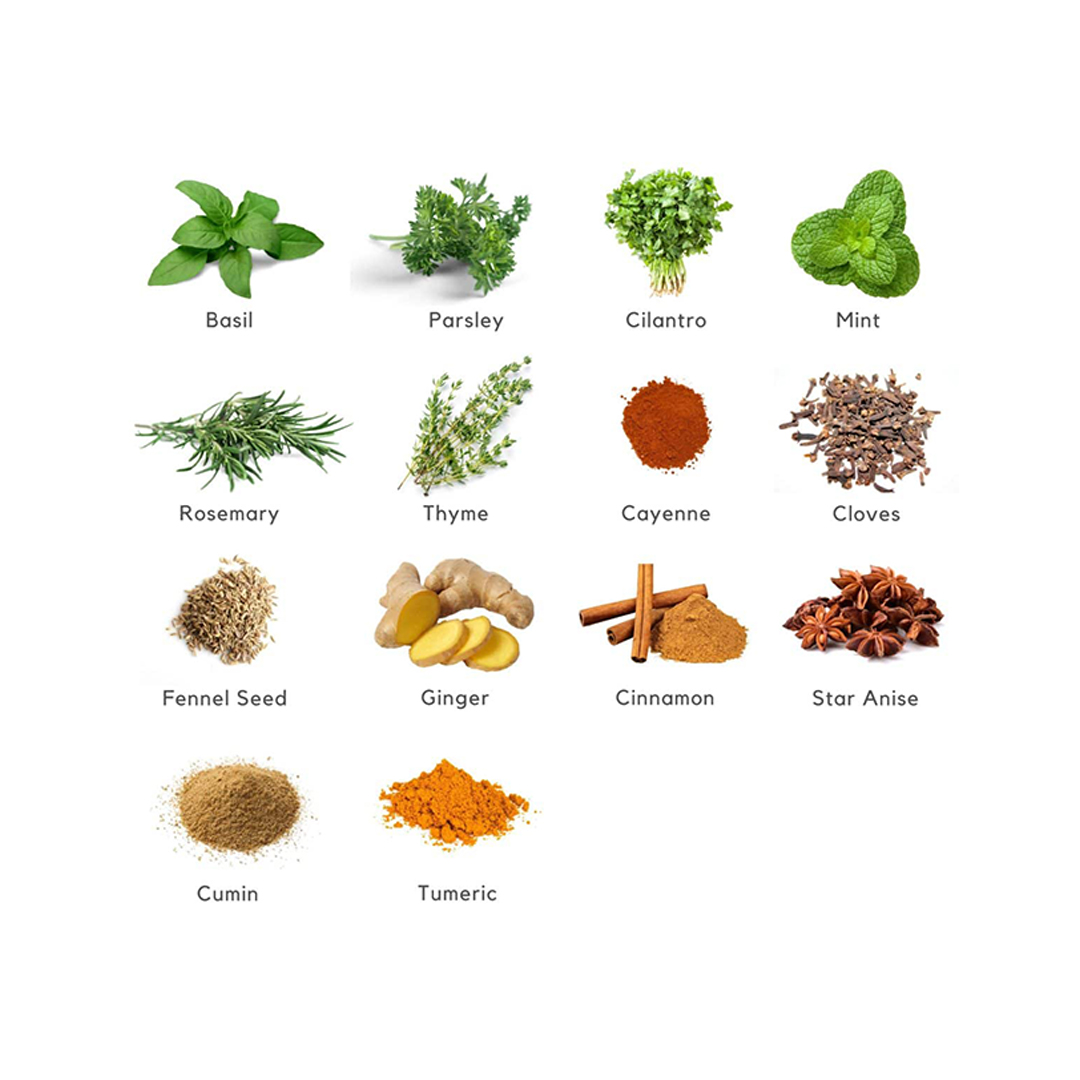 Basil
Parsley
Cilantro
Mint
Rosemary
Thyme
Cayenne
Cloves
Fennel Seed
Ginger
Cinnamon
Star Anise
Cumin
Tumeric